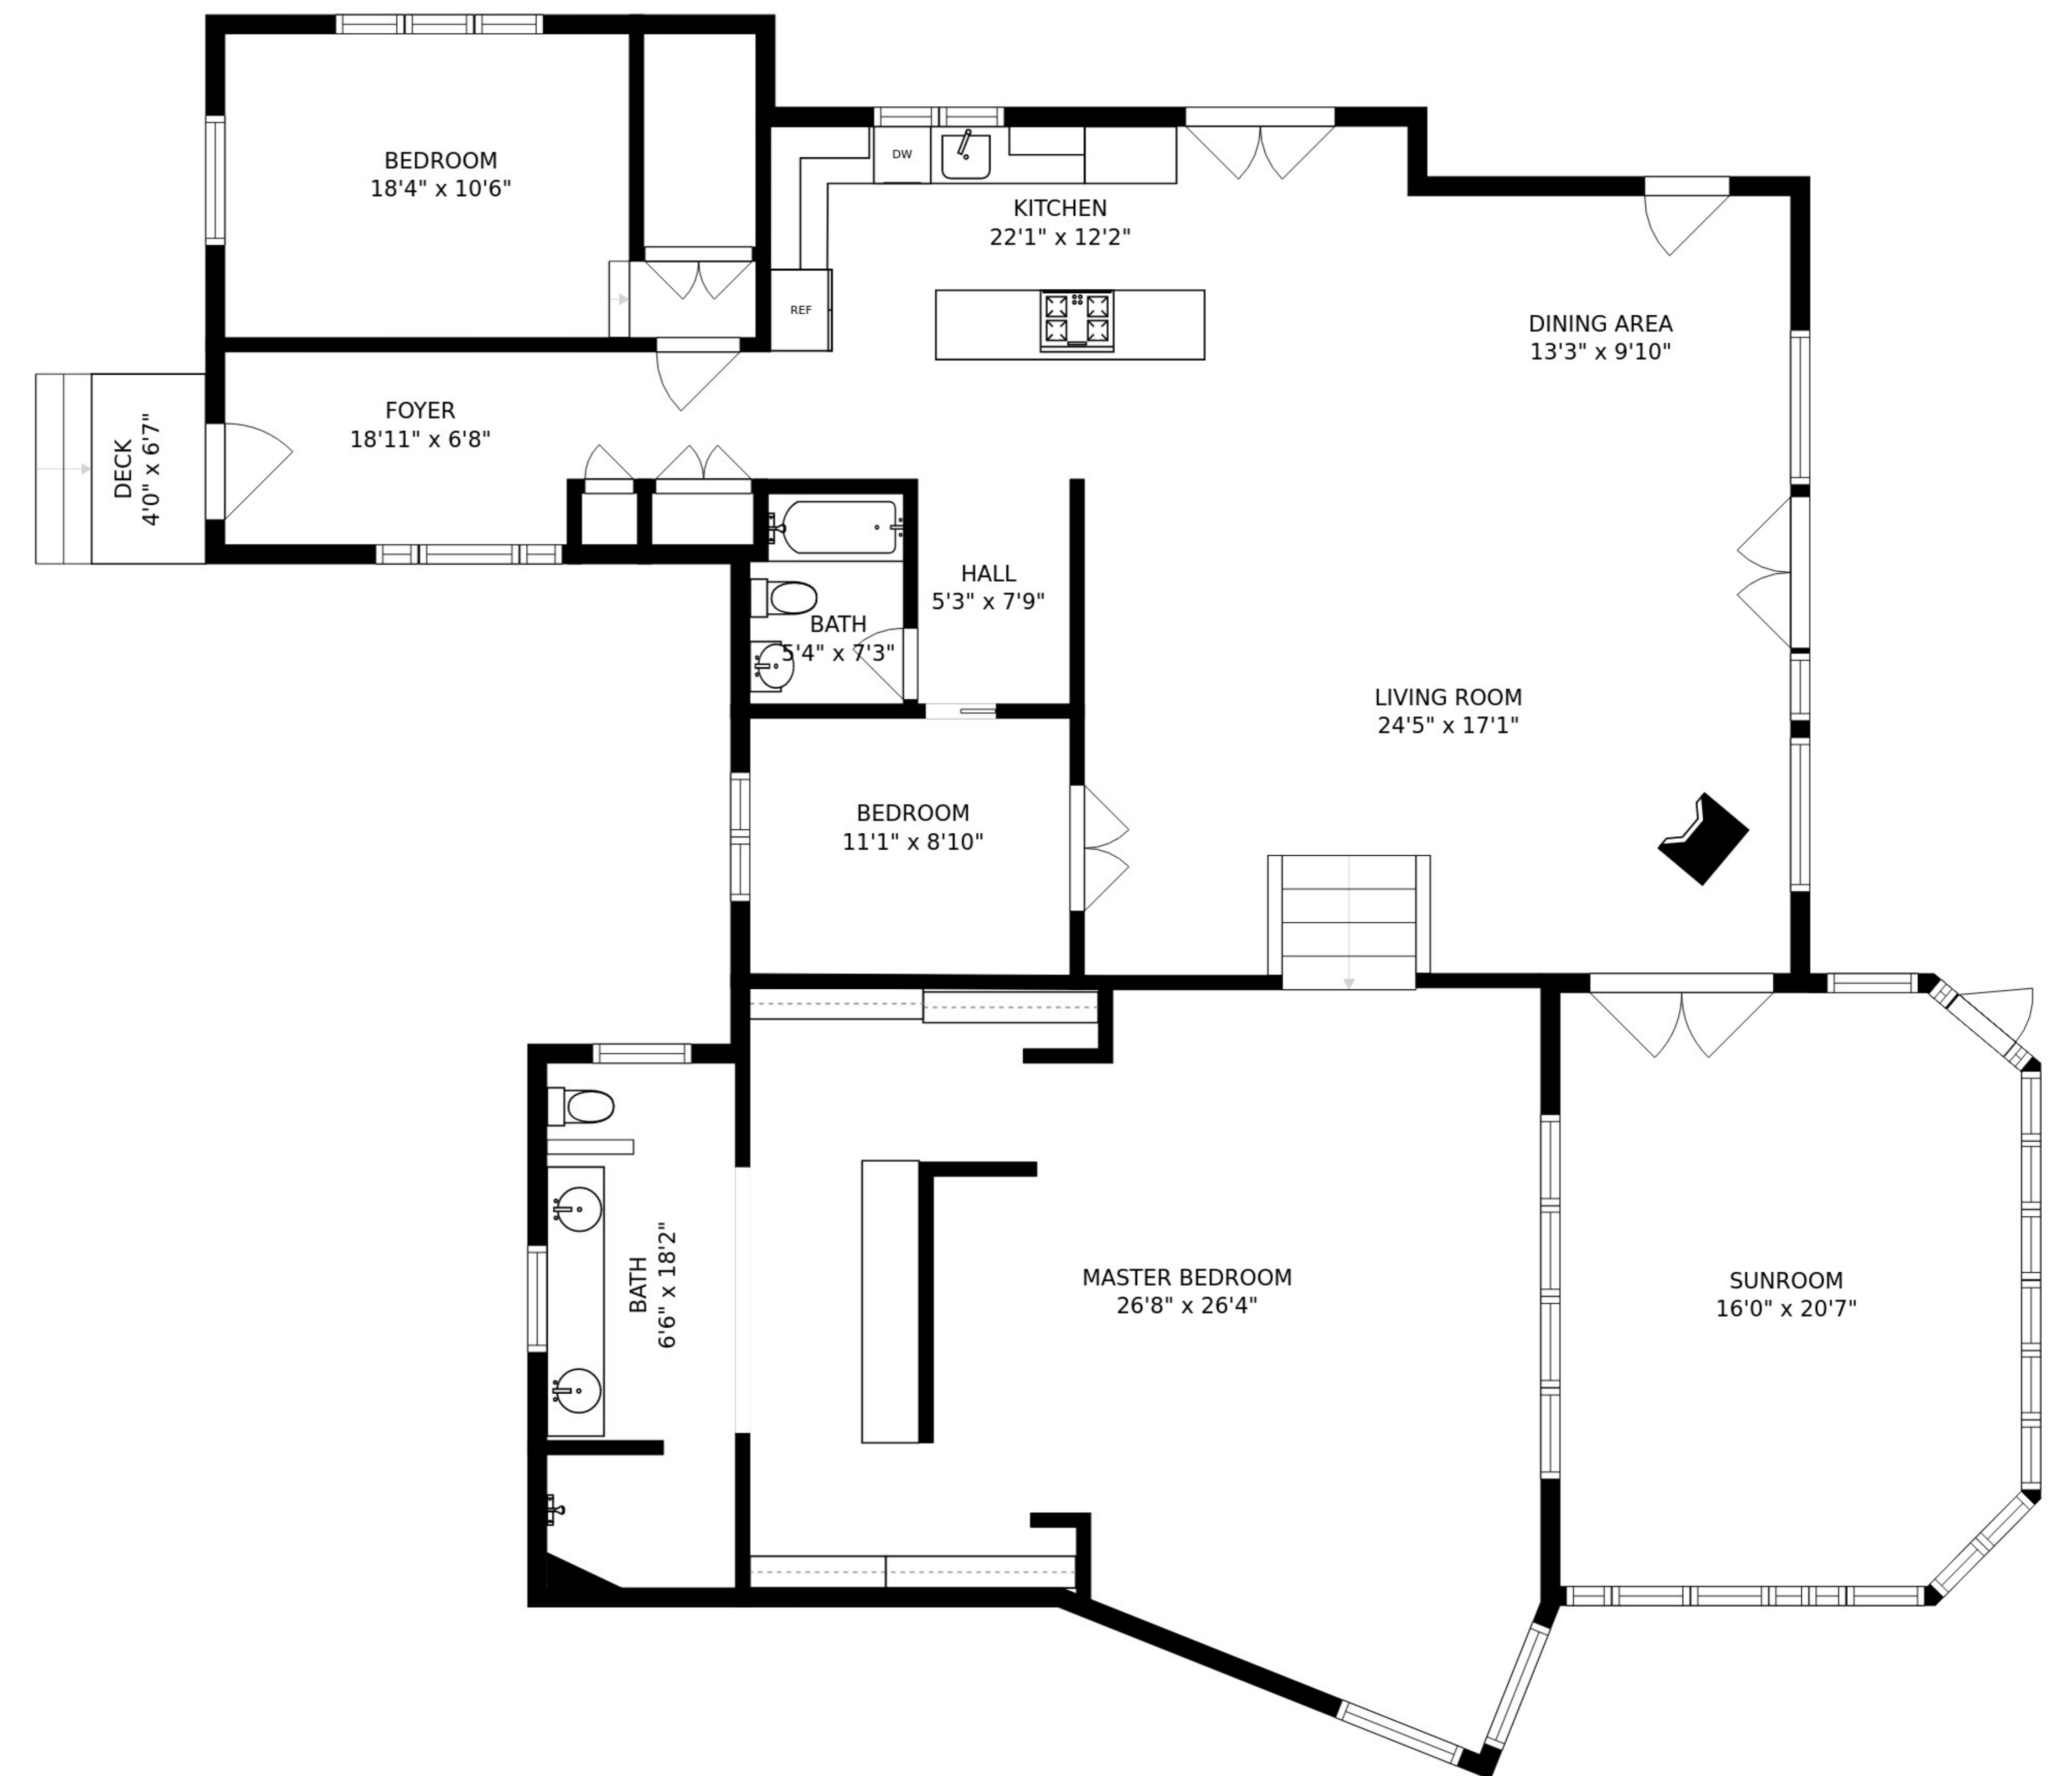 BEDROOM
18'4" x 10'6"
DW
KITCHEN
22'1" x 12'2"
REF
DINING AREA
13'3" x 9'10"
FOYER
18'11" x 6'8"
DECK
4'0" x 6'7"
HALL
5'3" x 7'9"
BATH
5'4" x 7'3"
LIVING ROOM
24'5" x 17'1"
BEDROOM
11'1" x 8'10"
BATH
6'6" x 18'2"
MASTER BEDROOM
26'8" x 26'4"
SUNROOM
16'0" x 20'7"